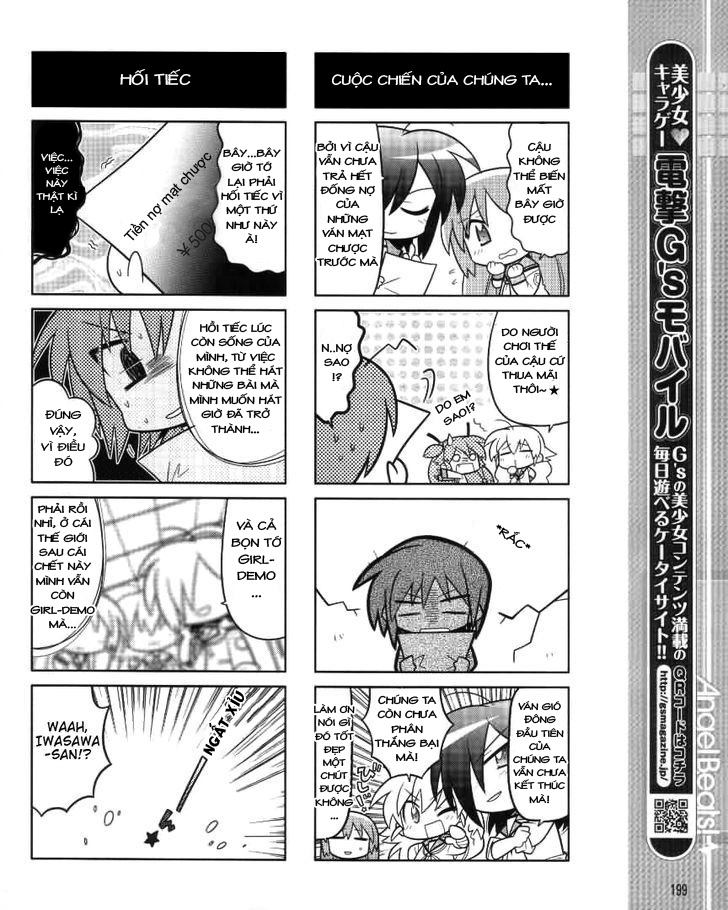 CUỘC CHIẾN CỦA CHÚNG TA...
CẬU
KHÔNG
THỂ BIẾN
MẤT
BÂY GIỜ
ĐƯỢC
BỞI VÌ CẬU
VẪN CHƯA
TRẢ HẾT
ĐỐNG NỢ
CỦA
NHỮNG
VÁN MẠT
CHƯỢC
TRƯỚC MÀ
DO NGƯỜI
CHƠI THẾ
CỦA CẬU CỨ
THUA MÃI
THÔI~★
N..NỢ
SAO!?
DO EM
SAO!?
*RẮC*
VÁN GIÓ
ĐÔNG
ĐẦU TIÊN
CỦA CHÚNG
TA VẪN CHƯA
KẾT THÚC
MÀ!
CHÚNG TA
CÒN CHƯA
PHÂN
THẮNG BẠI
MÀ!
LÀM ƠN
NÓI GÌ
ĐÓ TỐT
ĐẸP
MỘT
CHÚT
ĐƯỢC
KHÔNG
...
HỐI TIẾC
BÂY...BÂY
GIỜ TỚ
LẠI PHẢI
HỐI TIẾC VÌ
MỘT THỨ
NHƯ NÀY
À!
Tiền nợ mạt chược
¥500
VIỆC...
VIỆC
NÀY
THẬT KÌ
LẠ
HỐI TIẾC LÚC
CÒN SỐNG CỦA
MÌNH, TỪ VIỆC
KHÔNG THỂ HÁT
NHỮNG BÀI MÀ
MÌNH MUỐN HÁT
GIỜ ĐÃ TRỞ
THÀNH...
ĐÚNG
VẬY,
VÌ ĐIỀU
ĐÓ
VÀ CẢ
BỌN TỚ
GIRL-DEMO
...
PHẢI RỒI
NHỈ, Ở CÁI
THẾ GIỚI
SAU CÁI
CHẾT NÀY
MÌNH VẪN
CÒN
GIRL-DEMO
MÀ...
NGẤT XỈU
WAAH,
IWASAWA
-SAN!?
美少女♥
キャラゲー
電撃G'sモバイル
G'sの美少女コンテンツ満載の
毎日遊べるケータイサイト!!
QRコードはコチラ
http://gsmagazine.jp/
Angel Beats!
199